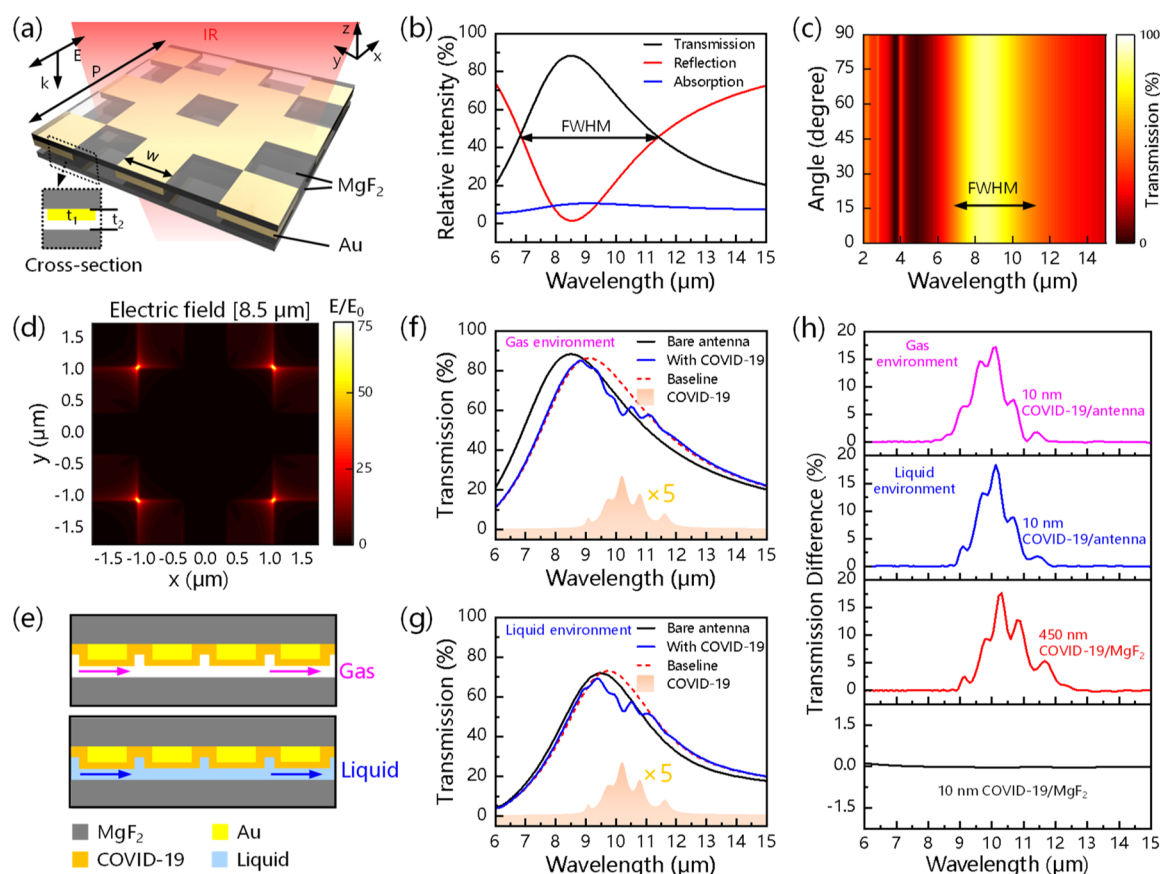 (a)
IR
E
k
P
z
y
x
w
MgF₂
t₁
t₂
Au
Cross-section
(b)
Relative intensity (%)
100
80
60
40
20
0
Transmission
Reflection
Absorption
FWHM
6 7 8 9 10 11 12 13 14 15
Wavelength (μm)
(c)
Angle (degree)
90
75
60
45
30
15
0
FWHM
2 4 6 8 10 12 14
Wavelength (μm)
100
Transmission (%)
0
(d)
Electric field [8.5 μm]
E/E₀
y (μm)
1.5
1.0
0.5
0.0
-0.5
-1.0
-1.5
-1.5 -1.0 -0.5 0.0 0.5 1.0 1.5
x (μm)
75
50
25
0
(e)
Gas
Liquid
MgF₂
Au
COVID-19
Liquid
(f)
Transmission (%)
100
80
60
40
20
0
Gas environment
Bare antenna
With COVID-19
Baseline
COVID-19
×5
6 7 8 9 10 11 12 13 14 15
Wavelength (μm)
(g)
Transmission (%)
100
80
60
40
20
0
Liquid environment
Bare antenna
With COVID-19
Baseline
COVID-19
×5
6 7 8 9 10 11 12 13 14 15
Wavelength (μm)
(h)
Transmission Difference (%)
20
15
10
5
0
Gas
environment
10 nm
COVID-19/antenna
20
15
10
5
0
Liquid
environment
10 nm
COVID-19/antenna
20
15
10
5
0
450 nm
COVID-19/MgF₂
1.5
0.0
-1.5
10 nm COVID-19/MgF₂
7 8 9 10 11 12 13 14 15
Wavelength (μm)